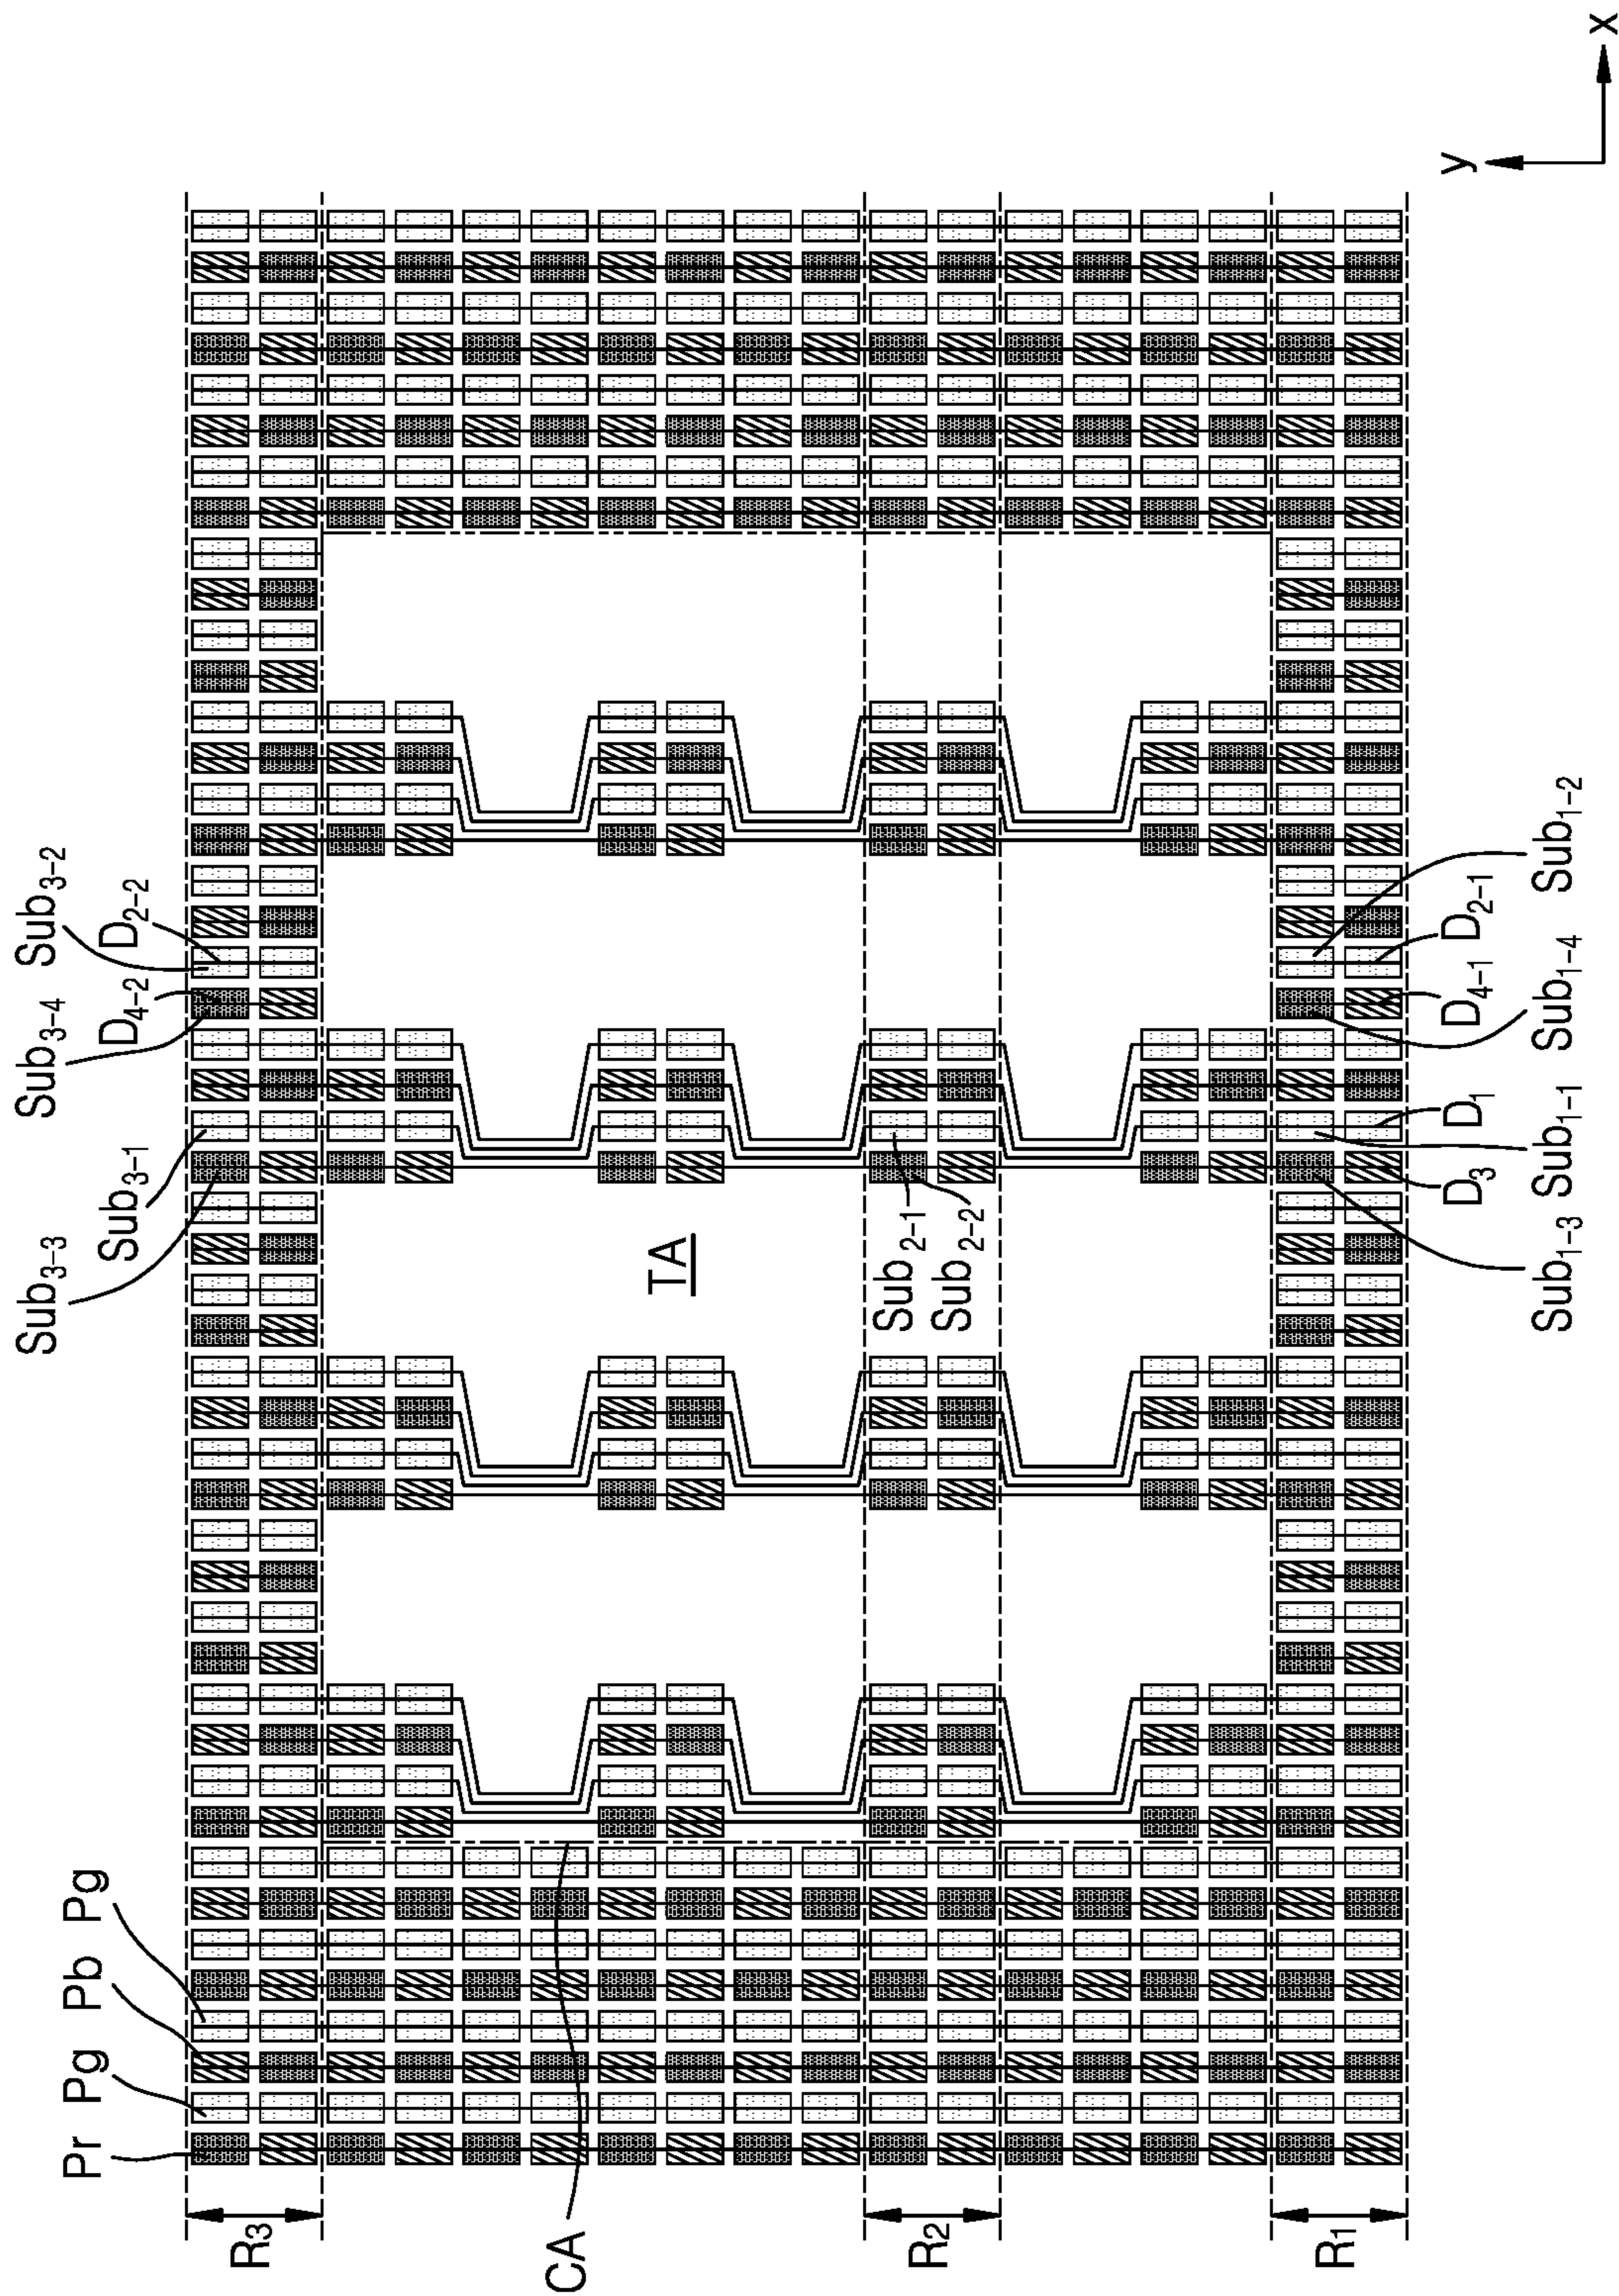 Sub3-3 Sub3-4 Sub3-2
Pr Pg Pb Pg Sub3-1 D4-2 D2-2
R3
CA
TA
Sub2-1
R2 Sub2-2
R1
D3 D1 D4-1 D2-1
Sub1-3 Sub1-1 Sub1-4 Sub1-2
y
x